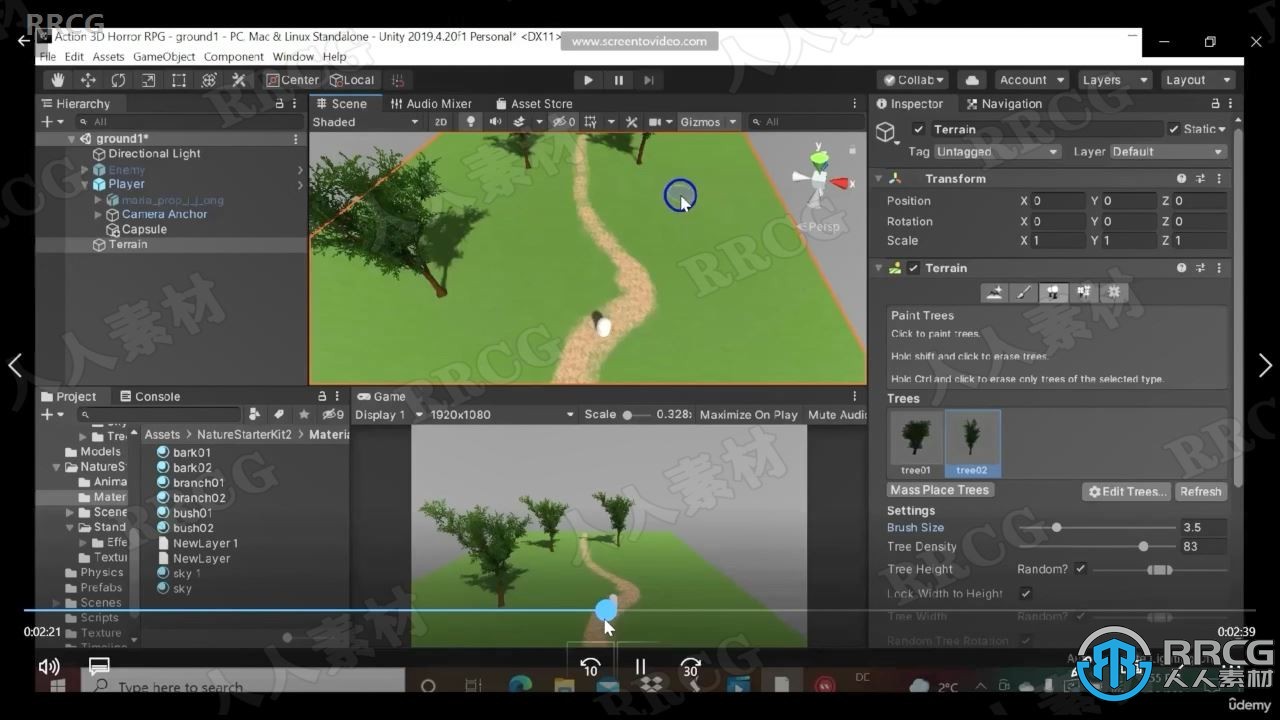 RRCG
Action 3D Horror RPG - ground1 - PC, Mac & Linux Standalone - Unity 2019.4.20f1 Personal* <DX11>
www.screentovideo.com
File Edit Assets GameObject Component Window Help
Center Local
Collab Account Layers Layout
Hierarchy
All
ground1*
Directional Light
Enemy
Player
maria_prop_j_j_ong
Camera Anchor
Capsule
Terrain
Scene Audio Mixer Asset Store
Shaded 2D 0 Gizmos All
y
x
Persp
Inspector Navigation
Terrain Static
Tag Untagged Layer Default
Transform
Position X 0 Y 0 Z 0
Rotation X 0 Y 0 Z 0
Scale X 1 Y 1 Z 1
Terrain
Paint Trees
Click to paint trees.
Hold shift and click to erase trees.
Hold Ctrl and click to erase only trees of the selected type.
Trees
tree01 tree02
Mass Place Trees Edit Trees... Refresh
Settings
Brush Size 3.5
Tree Density 83
Tree Height Random?
Lock Width to Height
Tree Width Random?
Random Tree Rotation
Project Console
9
Tree
Models
NatureS
Anima
Mater
Scene
Stand
Effe
Textur
Physics
Prefabs
Scenes
Scripts
Texture
Timeline
Assets > NatureStarterKit2 > Materia
bark01
bark02
branch01
branch02
bush01
bush02
NewLayer 1
NewLayer
sky 1
sky
Game
Display 1 1920x1080 Scale 0.328x Maximize On Play Mute Audio
0:02:21
0:02:39
10
30
Type here to search
DE
2°C
RRCG
人人素材
ûdemy